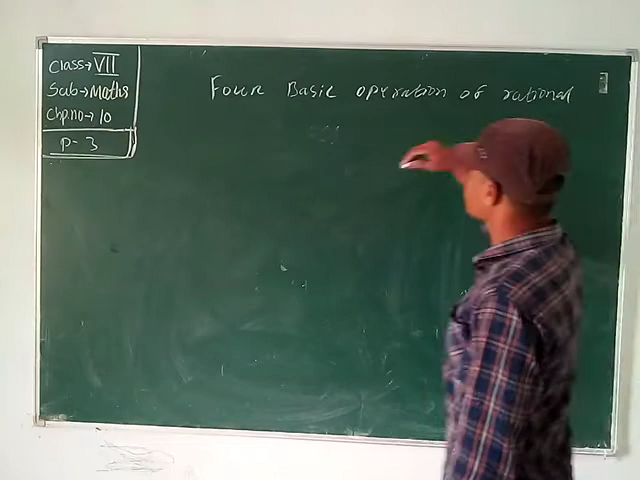 Class→VII
Sub→Maths
Chp.no→10
P-3
Four Basic operation of rational